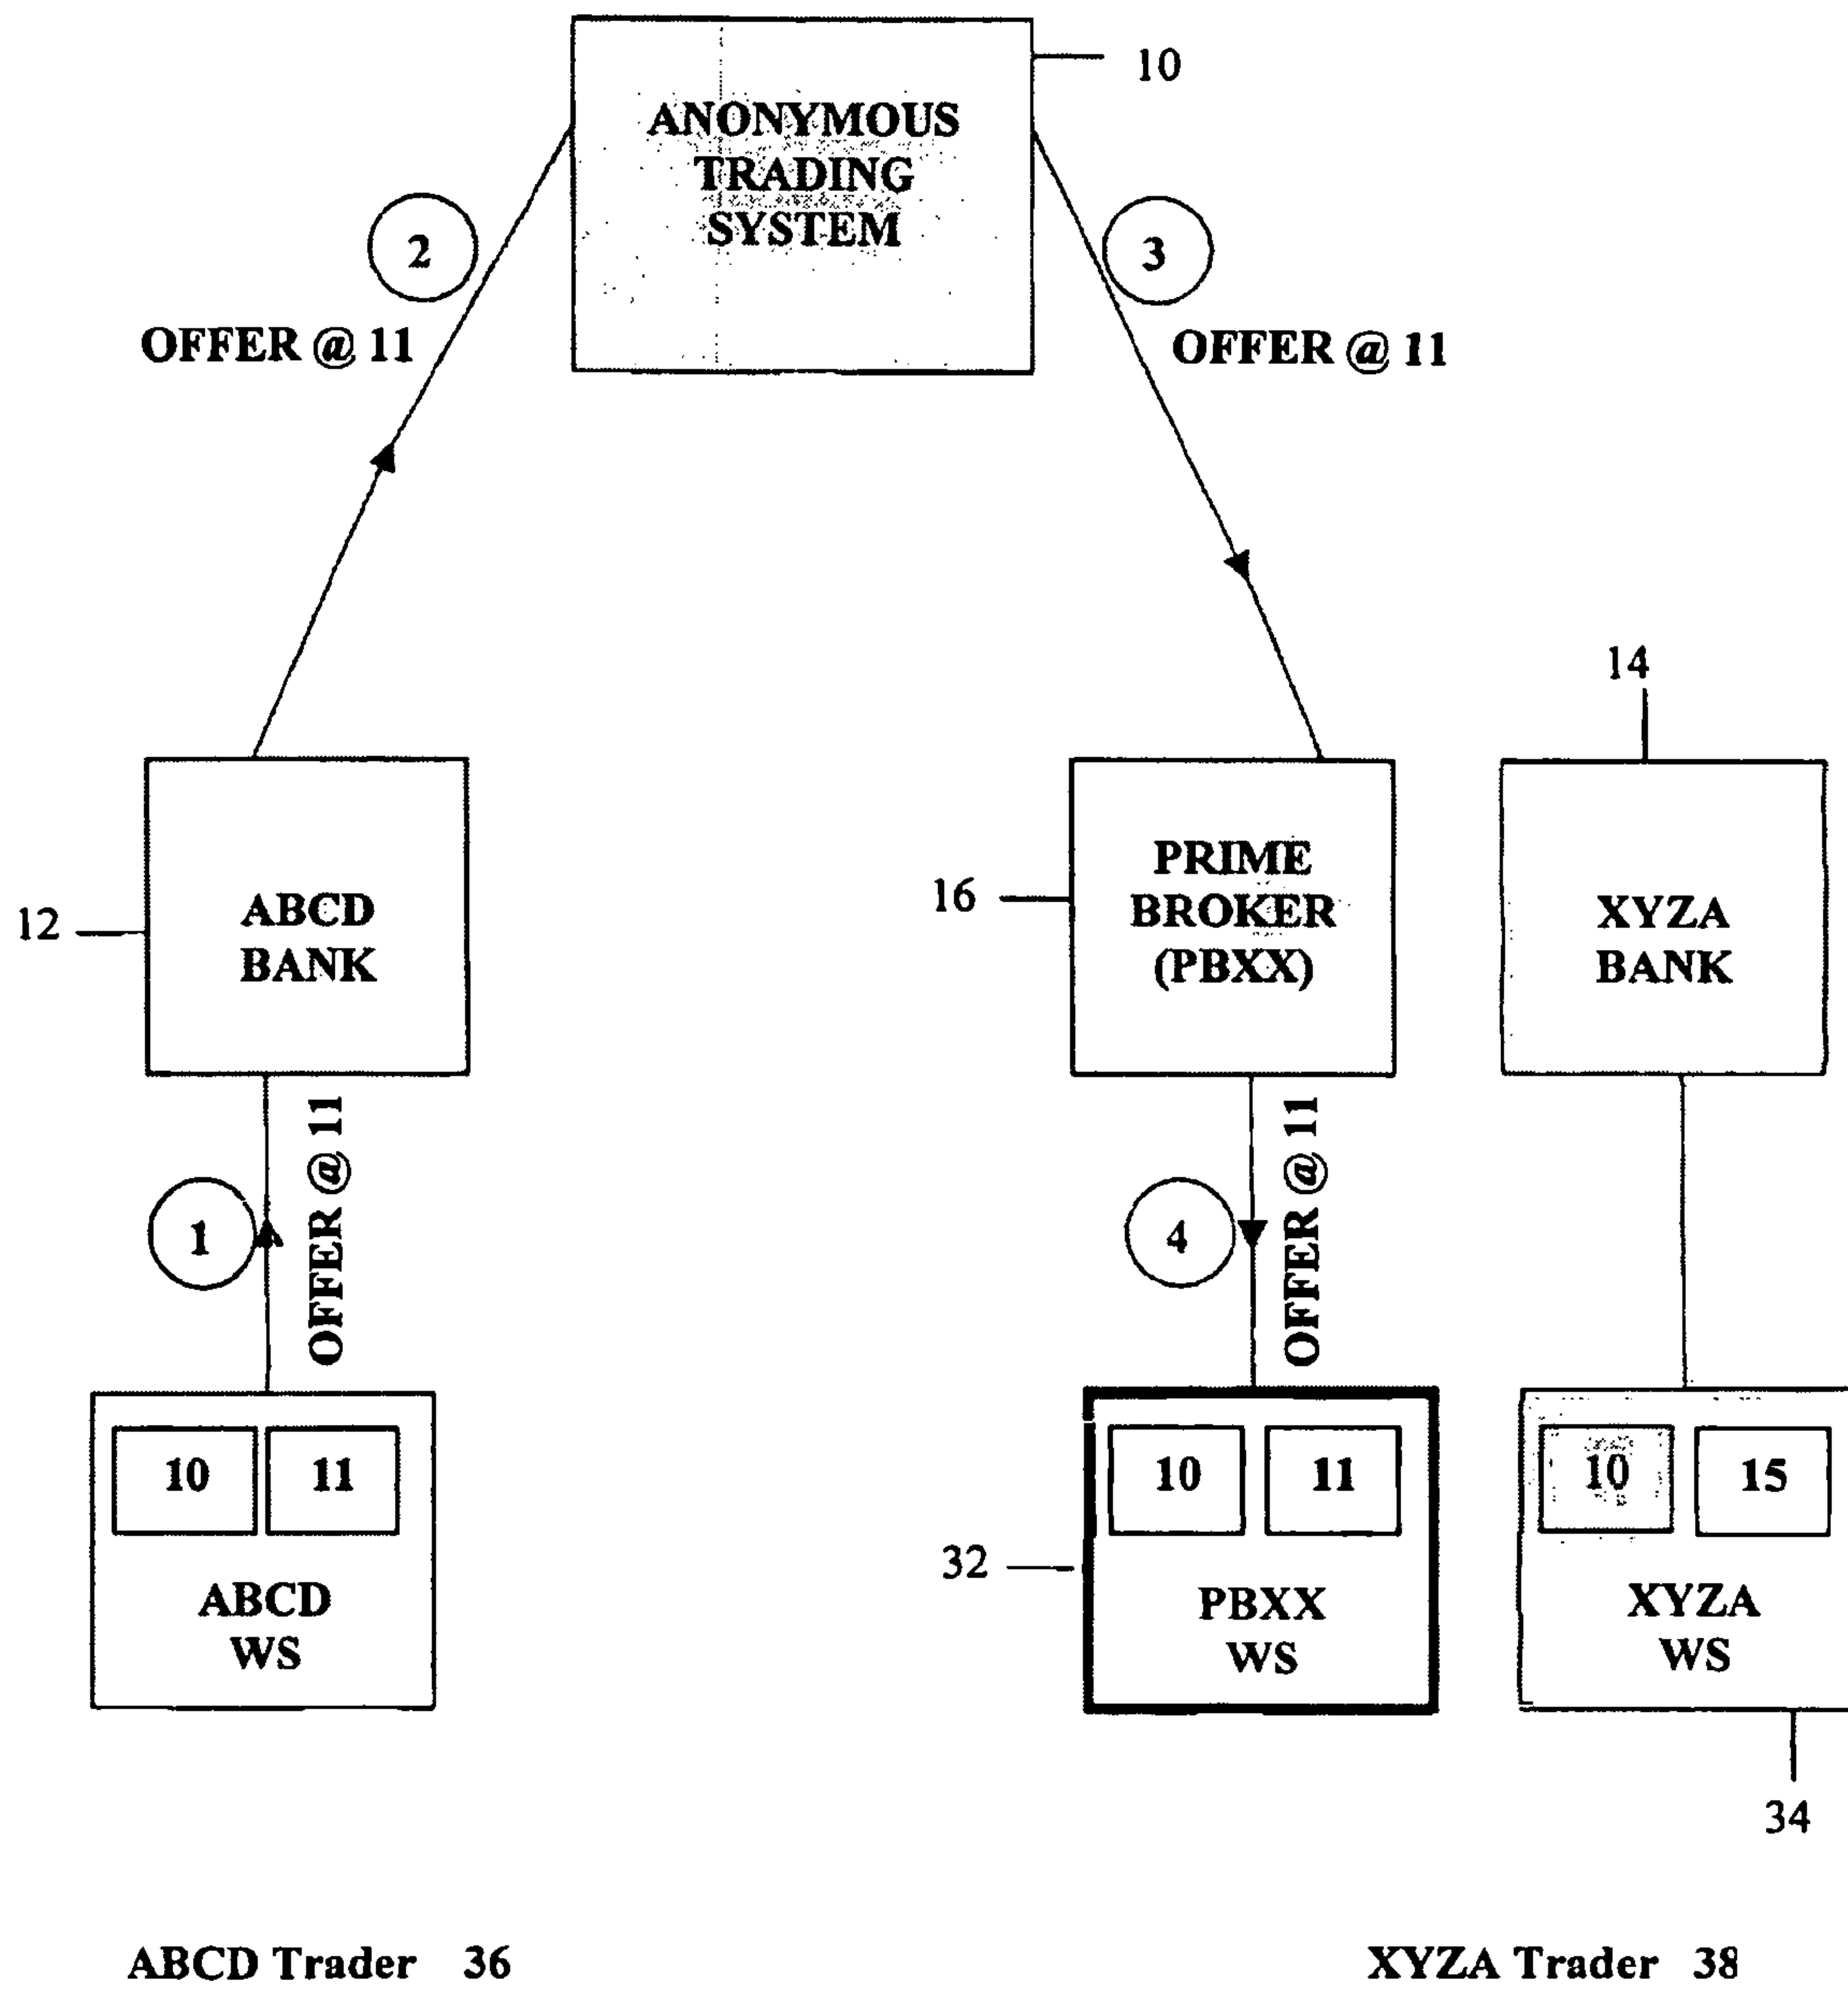 10
ANONYMOUS
TRADING
SYSTEM
2
3
OFFER @ 11
OFFER @ 11
14
12
ABCD
BANK
16
PRIME
BROKER
(PBXX)
XYZA
BANK
1
OFFER @ 11
4
OFFER @ 11
10
11
ABCD
WS
32
10
11
PBXX
WS
10
15
XYZA
WS
34
ABCD Trader 36
XYZA Trader 38